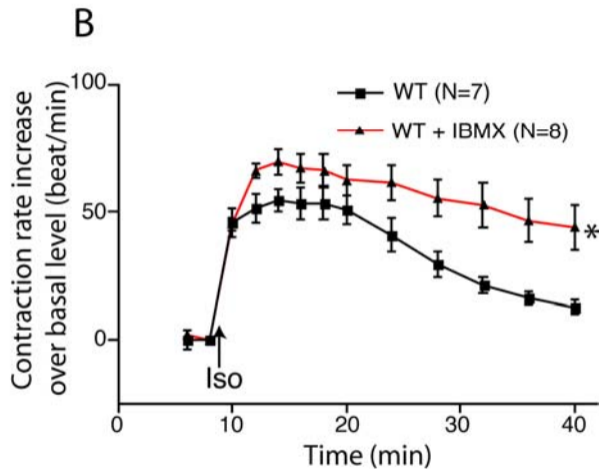 B
Contraction rate increase
over basal level (beat/min)
100
50
0
WT (N=7)
WT + IBMX (N=8)
*
Iso
0 10 20 30 40
Time (min)